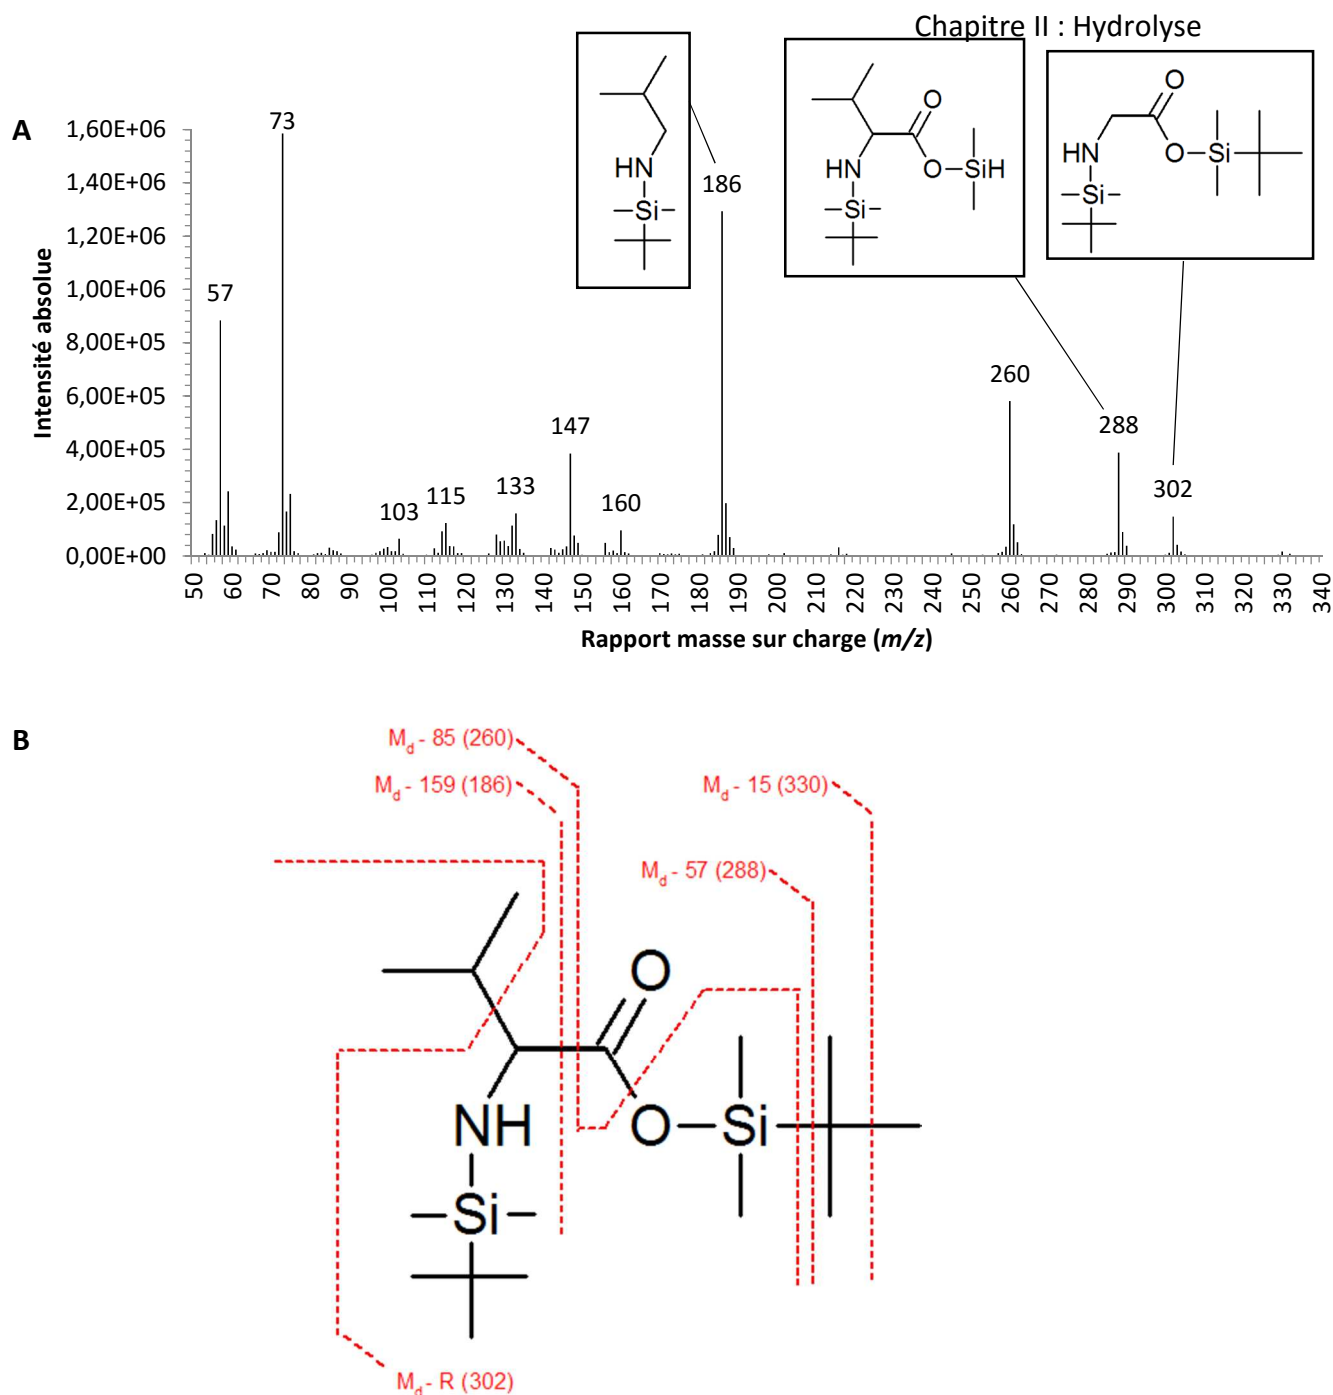 Chapitre II : Hydrolyse
A
Intensité absolue
1,60E+06
1,40E+06
1,20E+06
1,00E+06
8,00E+05
6,00E+05
4,00E+05
2,00E+05
0,00E+00
57
73
103
115
133
147
160
186
260
288
302
HN
Si
O
HN
O
SiH
Si
O
HN
O
Si
Si
50 60 70 80 90 100 110 120 130 140 150 160 170 180 190 200 210 220 230 240 250 260 270 280 290 300 310 320 330 340
Rapport masse sur charge (m/z)
B
Md - 85 (260)
Md - 159 (186)
Md - 15 (330)
Md - 57 (288)
O
NH
O
Si
Si
Md - R (302)